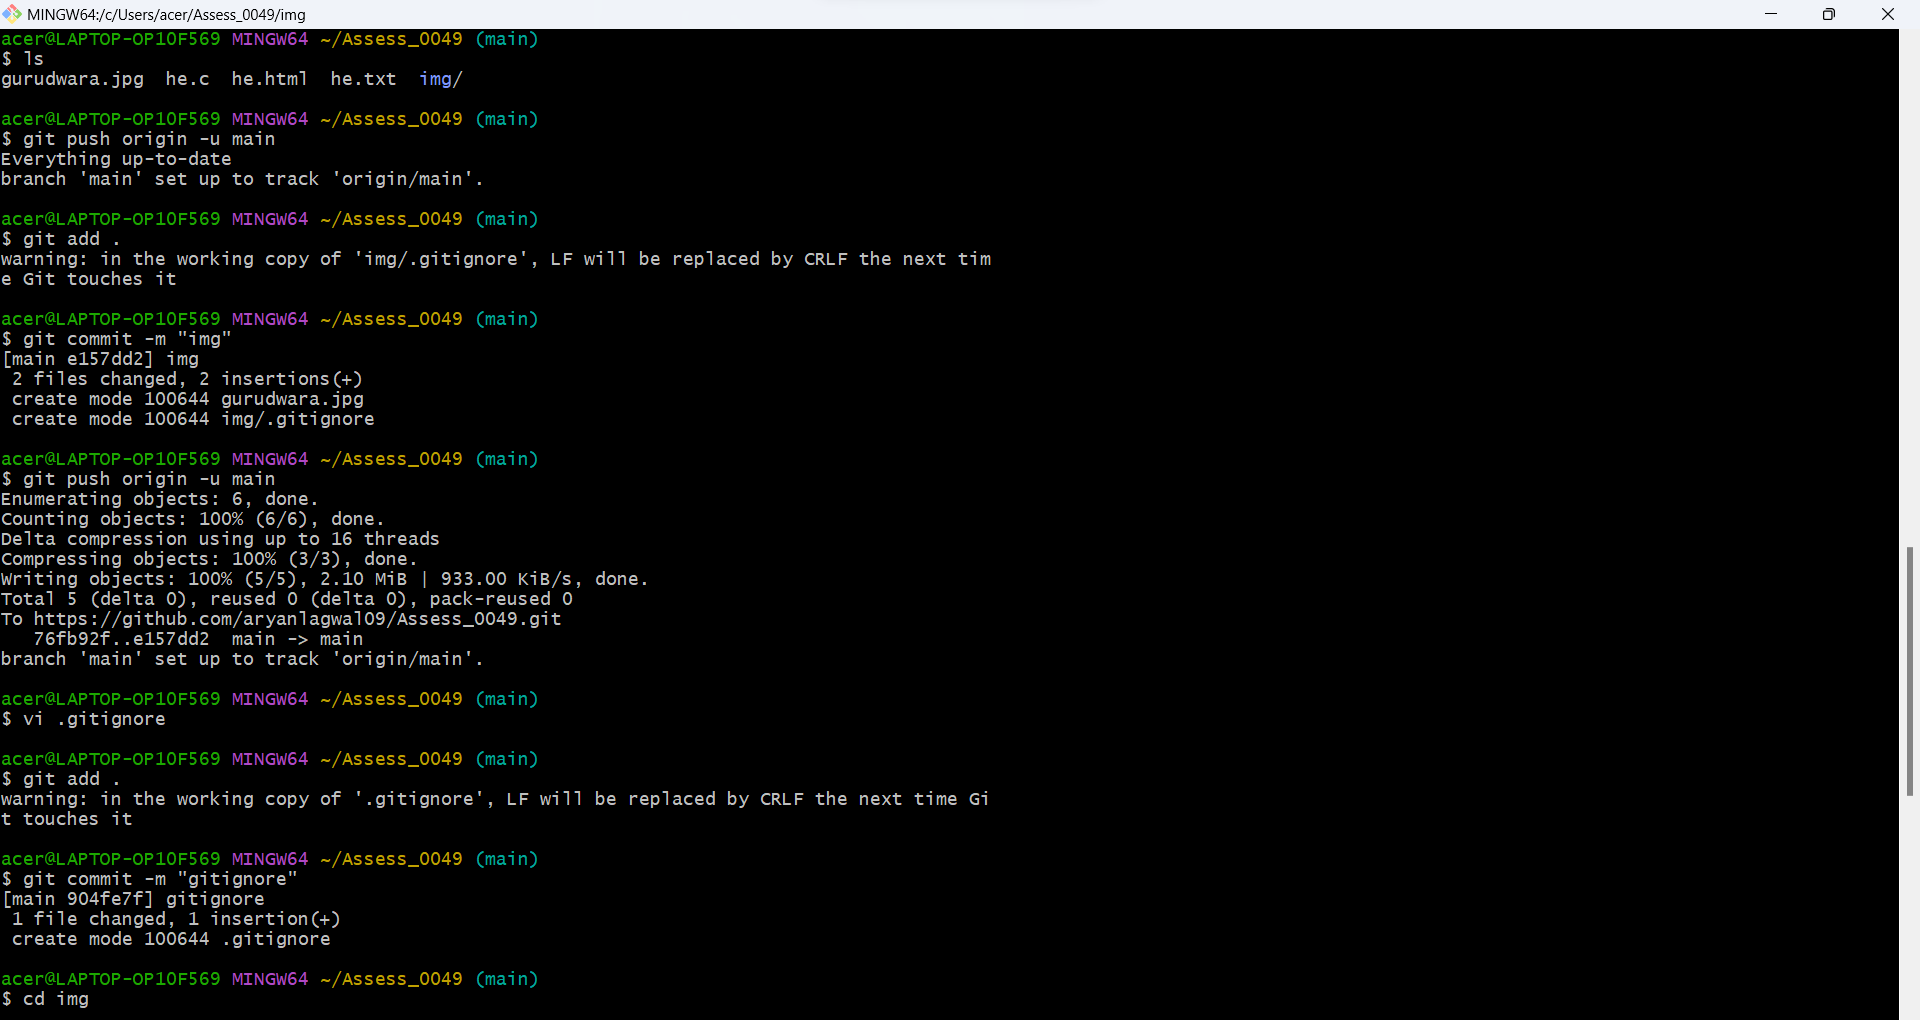 MINGW64:/c/Users/acer/Assess_0049/img
acer@LAPTOP-OP10F569 MINGW64 ~/Assess_0049 (main)
$ ls
gurudwara.jpg  he.c  he.html  he.txt  img/
acer@LAPTOP-OP10F569 MINGW64 ~/Assess_0049 (main)
$ git push origin -u main
Everything up-to-date
branch 'main' set up to track 'origin/main'.
acer@LAPTOP-OP10F569 MINGW64 ~/Assess_0049 (main)
$ git add .
warning: in the working copy of 'img/.gitignore', LF will be replaced by CRLF the next tim
e Git touches it
acer@LAPTOP-OP10F569 MINGW64 ~/Assess_0049 (main)
$ git commit -m "img"
[main e157dd2] img
 2 files changed, 2 insertions(+)
 create mode 100644 gurudwara.jpg
 create mode 100644 img/.gitignore
acer@LAPTOP-OP10F569 MINGW64 ~/Assess_0049 (main)
$ git push origin -u main
Enumerating objects: 6, done.
Counting objects: 100% (6/6), done.
Delta compression using up to 16 threads
Compressing objects: 100% (3/3), done.
Writing objects: 100% (5/5), 2.10 MiB | 933.00 KiB/s, done.
Total 5 (delta 0), reused 0 (delta 0), pack-reused 0
To https://github.com/aryanlagwal09/Assess_0049.git
   76fb92f..e157dd2  main -> main
branch 'main' set up to track 'origin/main'.
acer@LAPTOP-OP10F569 MINGW64 ~/Assess_0049 (main)
$ vi .gitignore
acer@LAPTOP-OP10F569 MINGW64 ~/Assess_0049 (main)
$ git add .
warning: in the working copy of '.gitignore', LF will be replaced by CRLF the next time Gi
t touches it
acer@LAPTOP-OP10F569 MINGW64 ~/Assess_0049 (main)
$ git commit -m "gitignore"
[main 904fe7f] gitignore
 1 file changed, 1 insertion(+)
 create mode 100644 .gitignore
acer@LAPTOP-OP10F569 MINGW64 ~/Assess_0049 (main)
$ cd img